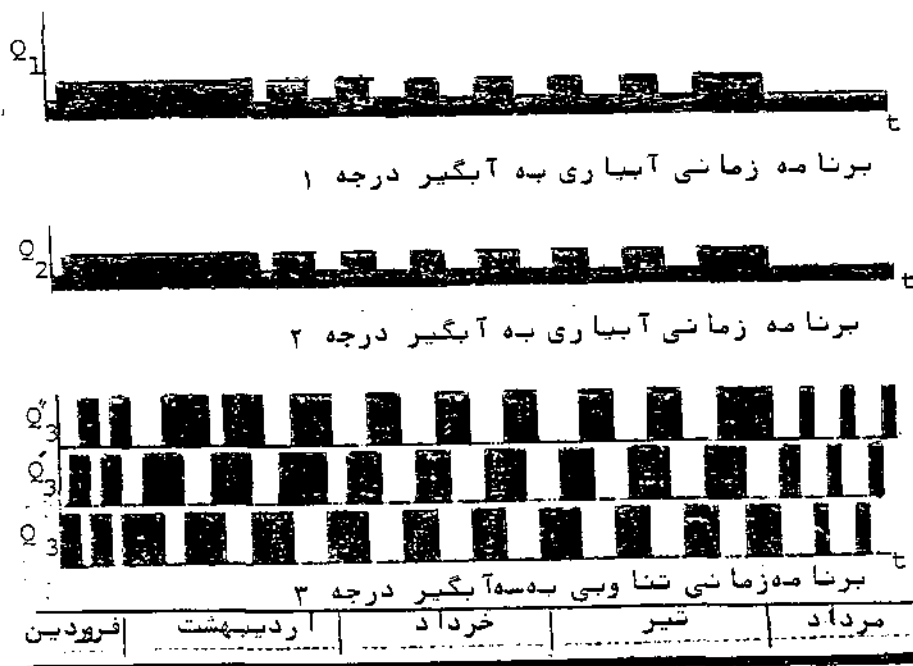 Q1
t
برنامه زمانی آبیاری به آبگیر درجه ۱
Q2
t
برنامه زمانی آبیاری به آبگیر درجه ۲
Q″3
Q′3
Q3
t
برنامه زمانی تناوبی به سه آبگیر درجه ۳
فروردین اردیبهشت خرداد تیر مرداد